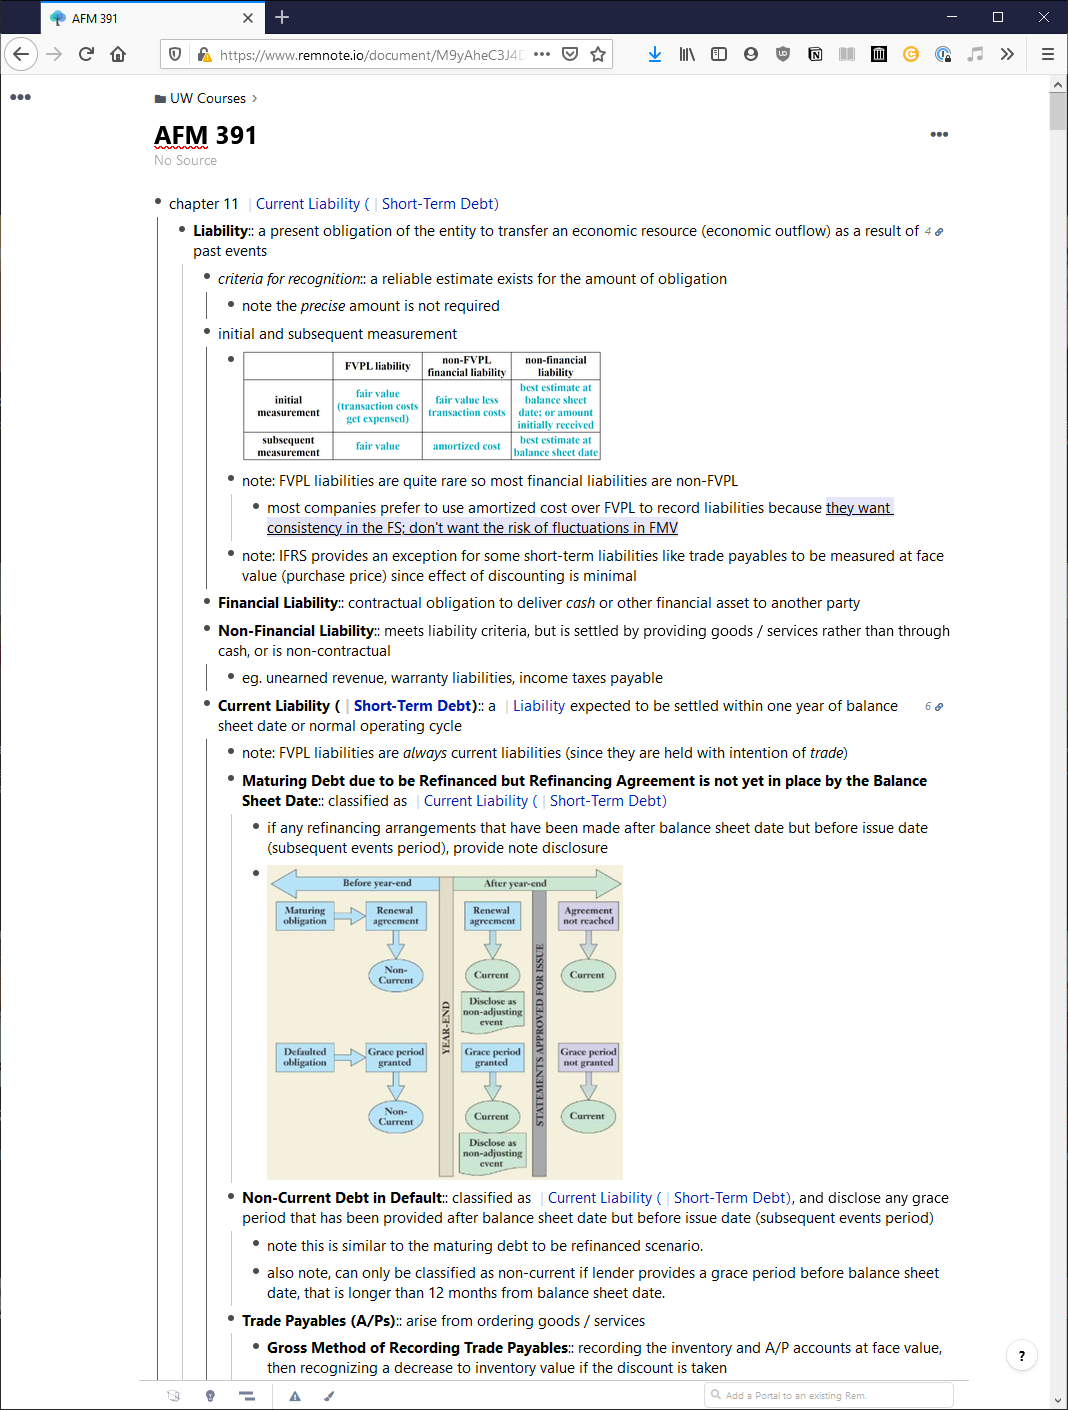 AFM 391
https://www.remnote.io/document/M9yAheC3J4D
UW Courses
AFM 391
No Source
chapter 11 | Current Liability ( | Short-Term Debt)
Liability:: a present obligation of the entity to transfer an economic resource (economic outflow) as a result of 4
past events
criteria for recognition:: a reliable estimate exists for the amount of obligation
note the precise amount is not required
initial and subsequent measurement
FVPL liability
non-FVPL
financial liability
non-financial
liability
initial
measurement
fair value
(transaction costs
get expensed)
fair value less
transaction costs
best estimate at
balance sheet
date; or amount
initially received
subsequent
measurement
fair value
amortized cost
best estimate at
balance sheet date
note: FVPL liabilities are quite rare so most financial liabilities are non-FVPL
most companies prefer to use amortized cost over FVPL to record liabilities because they want
consistency in the FS; don't want the risk of fluctuations in FMV
note: IFRS provides an exception for some short-term liabilities like trade payables to be measured at face
value (purchase price) since effect of discounting is minimal
Financial Liability:: contractual obligation to deliver cash or other financial asset to another party
Non-Financial Liability:: meets liability criteria, but is settled by providing goods / services rather than through
cash, or is non-contractual
eg. unearned revenue, warranty liabilities, income taxes payable
Current Liability ( | Short-Term Debt):: a | Liability expected to be settled within one year of balance 6
sheet date or normal operating cycle
note: FVPL liabilities are always current liabilities (since they are held with intention of trade)
Maturing Debt due to be Refinanced but Refinancing Agreement is not yet in place by the Balance
Sheet Date:: classified as | Current Liability ( | Short-Term Debt)
if any refinancing arrangements that have been made after balance sheet date but before issue date
(subsequent events period), provide note disclosure
Before year-end
After year-end
Maturing
obligation
Renewal
agreement
Renewal
agreement
Agreement
not reached
Non-
Current
Current
Current
Disclose as
non-adjusting
event
YEAR-END
STATEMENTS APPROVED FOR ISSUE
Defaulted
obligation
Grace period
granted
Grace period
granted
Grace period
not granted
Non-
Current
Current
Current
Disclose as
non-adjusting
event
Non-Current Debt in Default:: classified as | Current Liability ( | Short-Term Debt), and disclose any grace
period that has been provided after balance sheet date but before issue date (subsequent events period)
note this is similar to the maturing debt to be refinanced scenario.
also note, can only be classified as non-current if lender provides a grace period before balance sheet
date, that is longer than 12 months from balance sheet date.
Trade Payables (A/Ps):: arise from ordering goods / services
Gross Method of Recording Trade Payables:: recording the inventory and A/P accounts at face value,
then recognizing a decrease to inventory value if the discount is taken
?
Add a Portal to an existing Rem.